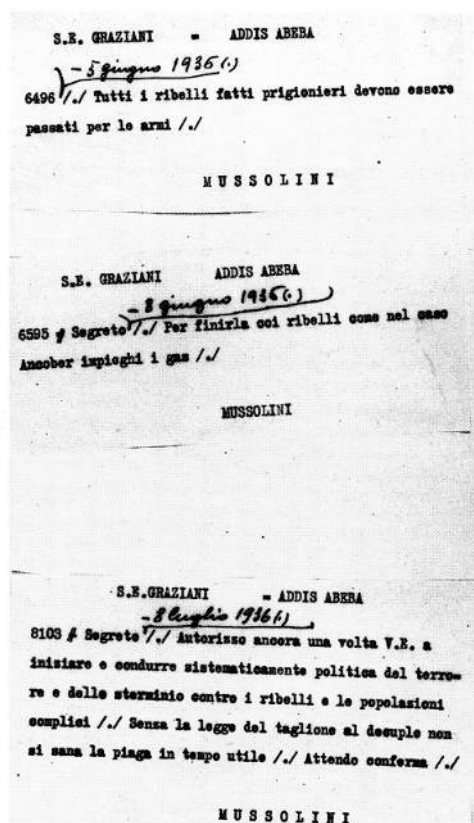 S.E. GRAZIANI = ADDIS ABEBA
- 5 giugno 1936 (.)
6496 /./ Tutti i ribelli fatti prigionieri devono essere
passati per le armi /./
MUSSOLINI
S.E. GRAZIANI ADDIS ABEBA
- 8 giugno 1936 (.)
6595 Segreto /./ Per finirla coi ribelli come nel caso
Ancober impieghi i gas /./
MUSSOLINI
S.E.GRAZIANI = ADDIS ABEBA
- 8 luglio 1936 (.)
8103 Segreto /./ Autorizzo ancora una volta V.E. a
iniziare e condurre sistematicamente politica del terro=
re e dello sterminio contro i ribelli e le popolazioni
complici /./ Senza la legge del taglione al decuplo non
si sana la piaga in tempo utile /./ Attendo conferma /./
MUSSOLINI